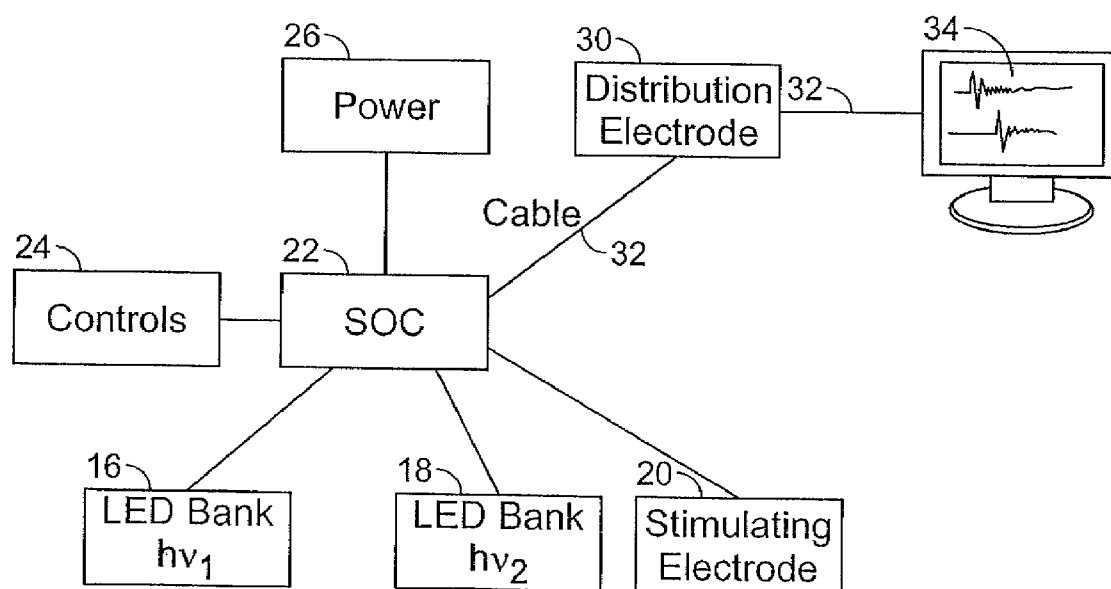 26
Power
30
Distribution
Electrode
32
34
Cable
32
24
Controls
22
SOC
16
LED Bank
hν1
18
LED Bank
hν2
20
Stimulating
Electrode